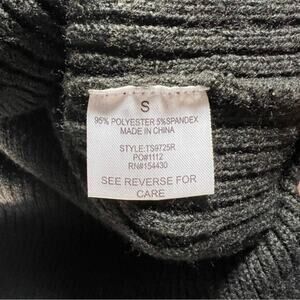 S
95% POLYESTER 5%SPANDEX
MADE IN CHINA
STYLE:TS9725R
PO#1112
RN#154430
SEE REVERSE FOR
CARE